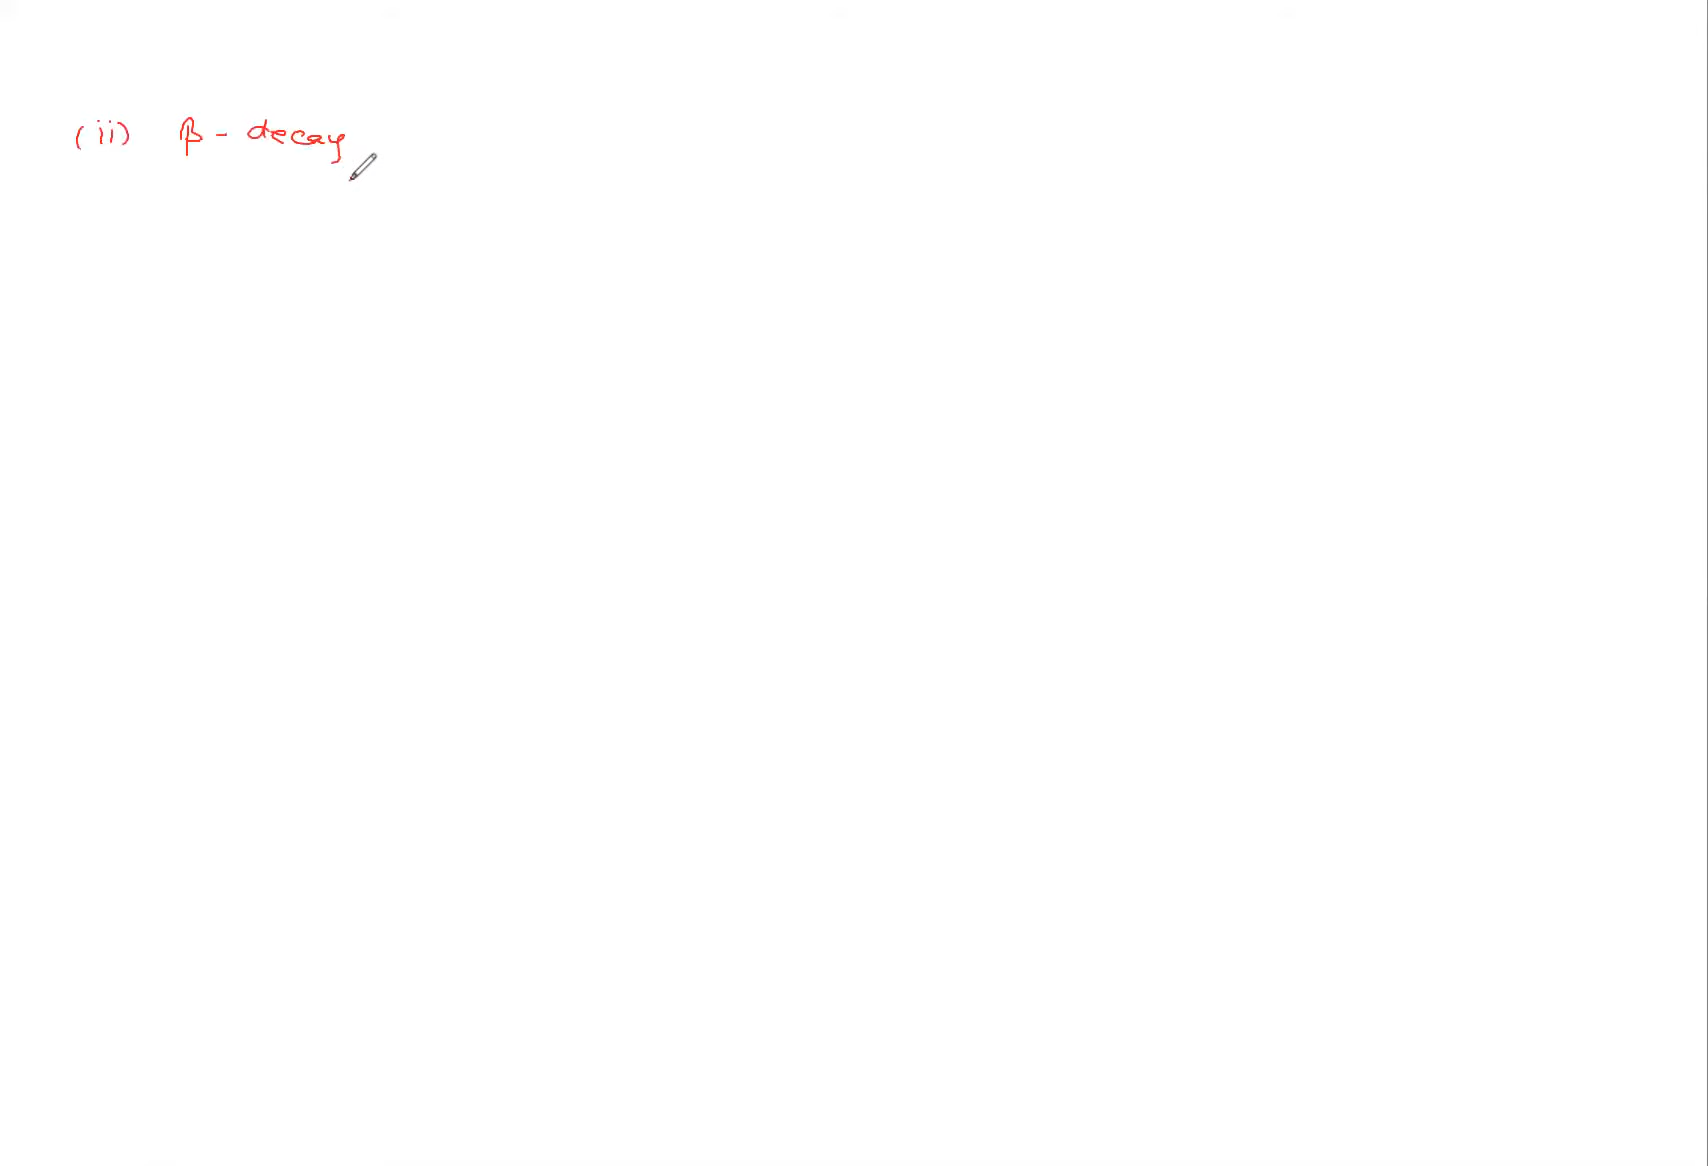 (ii) β - decay